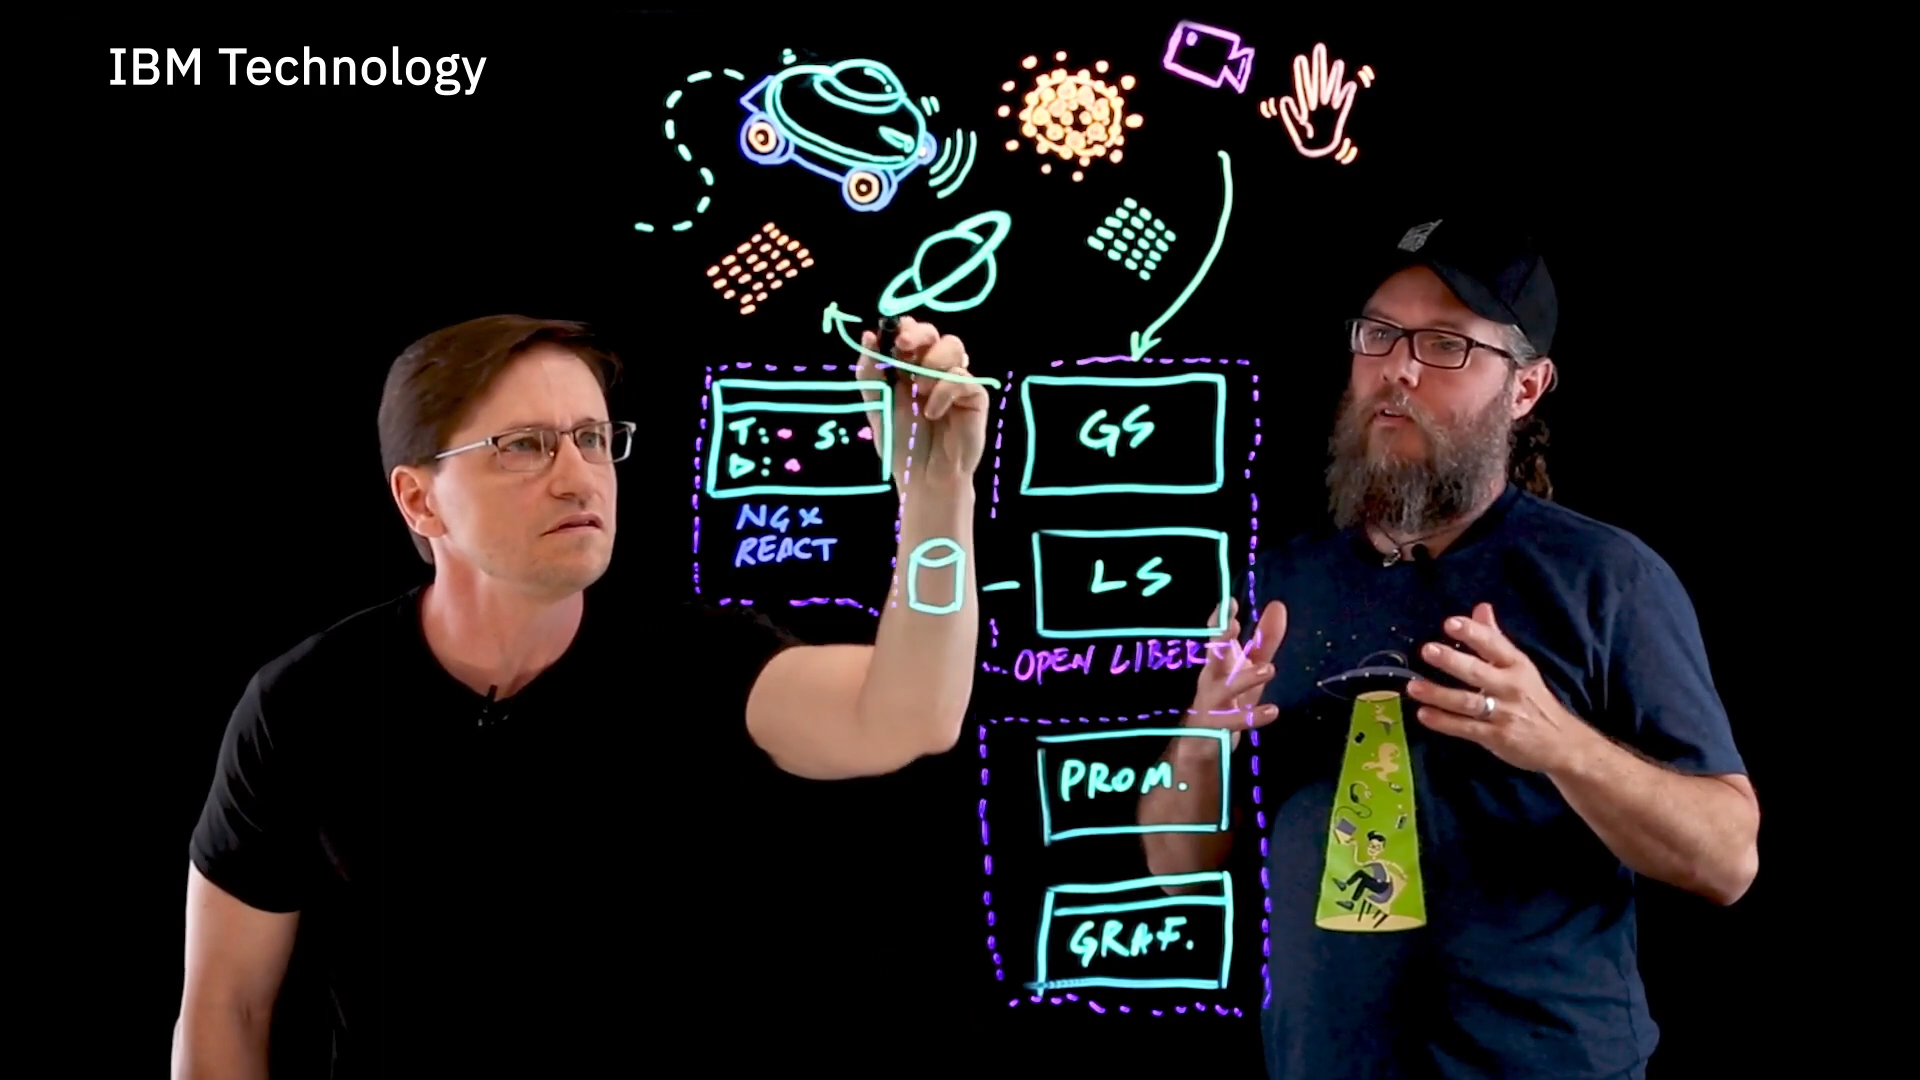 IBM Technology
GS
T: S:
D:
NGX
REACT
LS
OPEN LIBERTY
PROM.
GRAF.